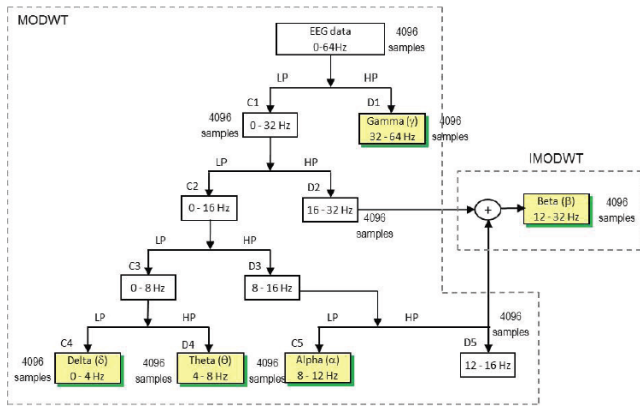 MODWT
EEG data
0-64Hz
4096
samples
LP
HP
C1
D1
4096
samples
0 - 32 Hz
Gamma (γ)
32 - 64 Hz
4096
samples
LP
HP
IMODWT
C2
D2
0 - 16 Hz
16 - 32 Hz
4096
samples
+
Beta (β)
12 - 32 Hz
4096
samples
LP
HP
C3
D3
0 - 8 Hz
8 - 16 Hz
LP
HP
LP
HP
4096
samples
C4
D4
C5
D5
4096
samples
Delta (δ)
0 - 4 Hz
4096
samples
Theta (θ)
4 - 8 Hz
4096
samples
Alpha (α)
8 - 12 Hz
12 - 16 Hz